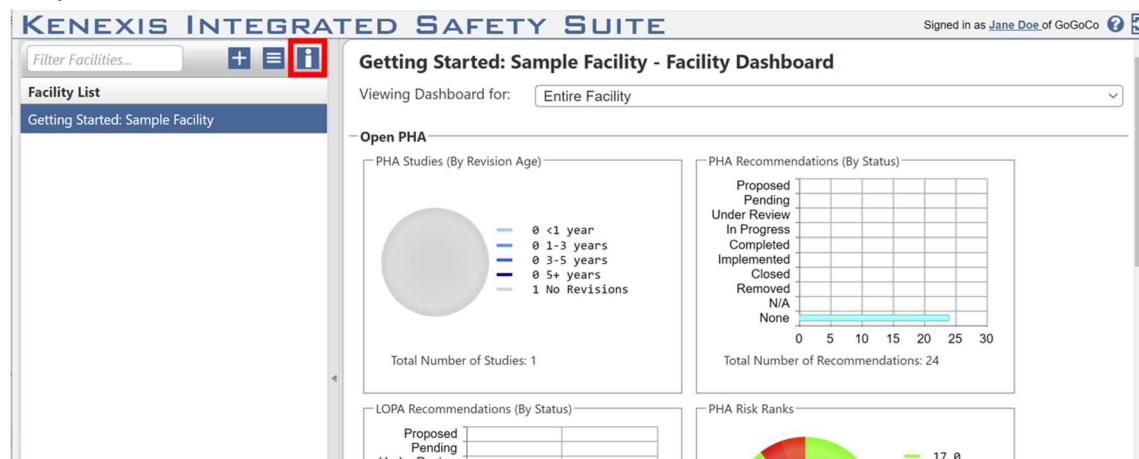 KENEXIS INTEGRATED SAFETY SUITE
Signed in as Jane Doe of GoGoCo
Filter Facilities...
Facility List
Getting Started: Sample Facility
Getting Started: Sample Facility - Facility Dashboard
Viewing Dashboard for: Entire Facility
Open PHA
PHA Studies (By Revision Age)
0 <1 year
0 1-3 years
0 3-5 years
0 5+ years
1 No Revisions
Total Number of Studies: 1
PHA Recommendations (By Status)
Proposed
Pending
Under Review
In Progress
Completed
Implemented
Closed
Removed
N/A
None
0 5 10 15 20 25 30
Total Number of Recommendations: 24
LOPA Recommendations (By Status)
Proposed
Pending
PHA Risk Ranks
17 0